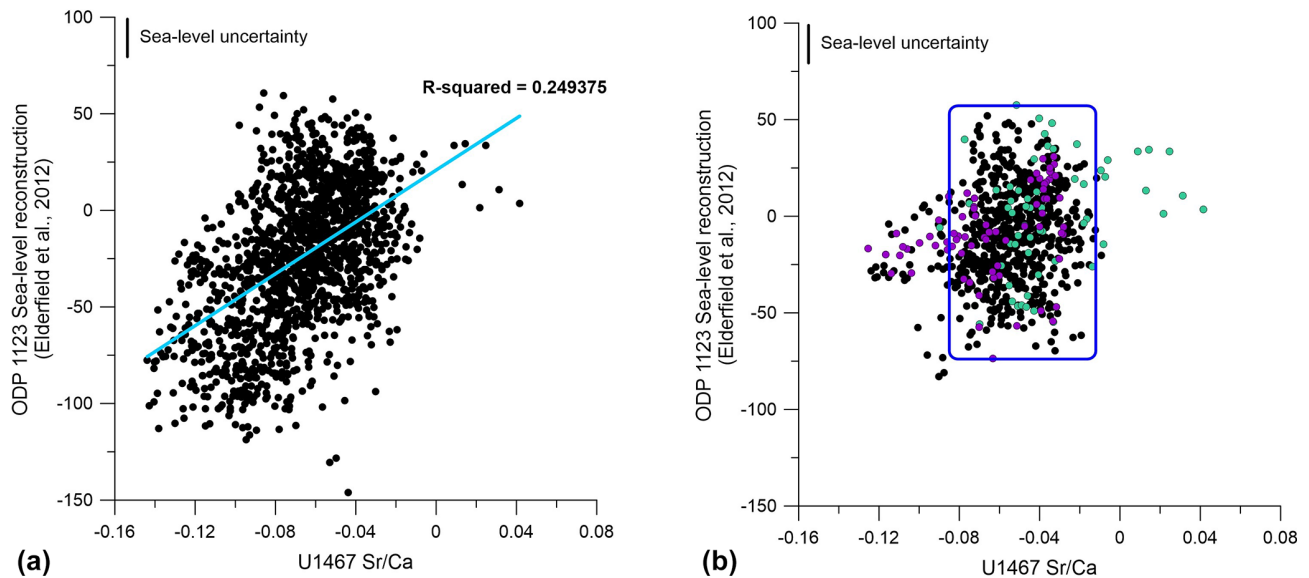 100
Sea-level uncertainty
R-squared = 0.249375
50
0
-50
-100
-150
ODP 1123 Sea-level reconstruction
(Elderfield et al., 2012)
-0.16
-0.12
-0.08
-0.04
0
0.04
0.08
U1467 Sr/Ca
(a)
100
Sea-level uncertainty
50
0
-50
-100
-150
ODP 1123 Sea-level reconstruction
(Elderfield et al., 2012)
-0.16
-0.12
-0.08
-0.04
0
0.04
0.08
U1467 Sr/Ca
(b)